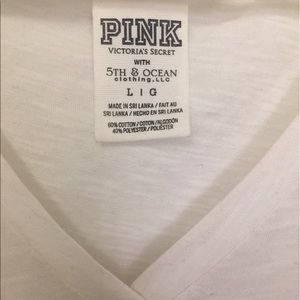 PINK
VICTORIA'S SECRET
WITH
5TH & OCEAN
clothing, LLC
L | G
MADE IN SRI LANKA / FAIT AU
SRI LANKA / HECHO EN SRI LANKA
60% COTTON / COTON / ALGODÓN
40% POLYESTER / POLIÉSTER